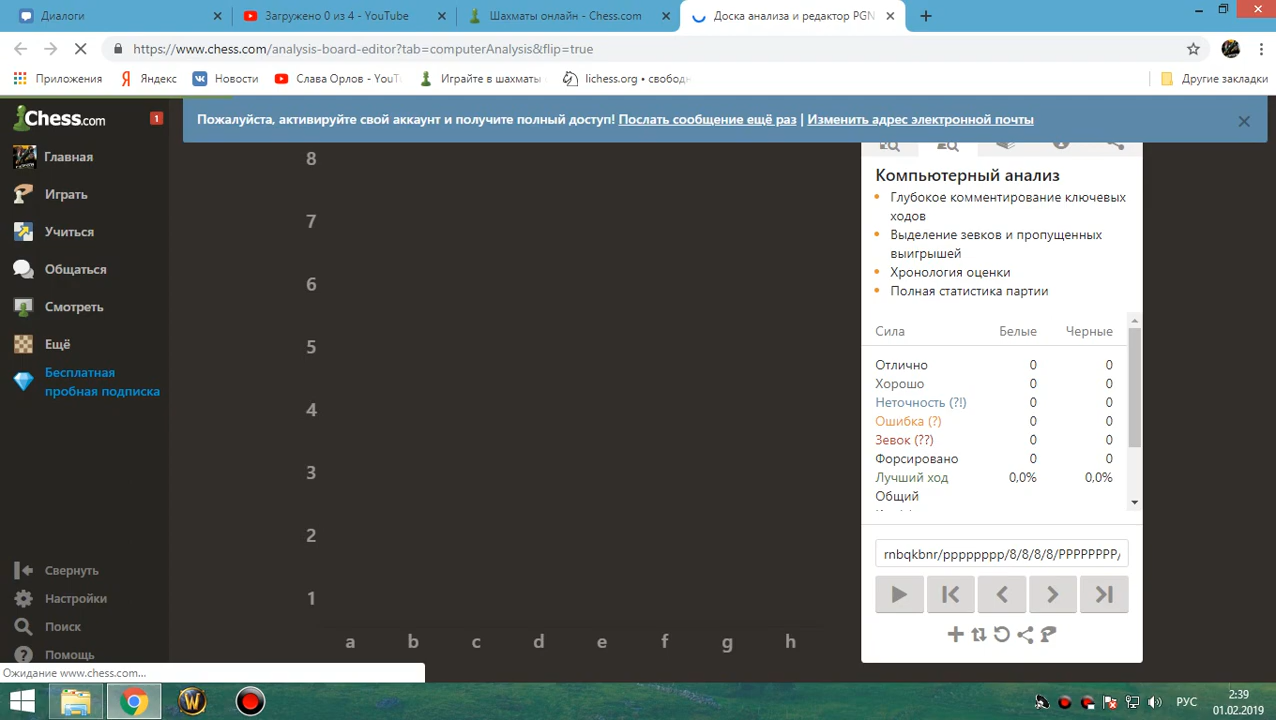 Диалоги
Загружено 0 из 4 - YouTube
Шахматы онлайн - Chess.com
Доска анализа и редактор PGN
https://www.chess.com/analysis-board-editor?tab=computerAnalysis&flip=true
Приложения
Яндекс
Новости
Слава Орлов - YouT
Играйте в шахматы
lichess.org • свобод
Другие закладки
Chess.com
1
Пожалуйста, активируйте свой аккаунт и получите полный доступ! Послать сообщение ещё раз | Изменить адрес электронной почты
Главная
Играть
Учиться
Общаться
Смотреть
Ещё
Бесплатная
пробная подписка
Свернуть
Настройки
Поиск
Помощь
8
7
6
5
4
3
2
1
a b c d e f g h
Компьютерный анализ
Глубокое комментирование ключевых
ходов
Выделение зевков и пропущенных
выигрышей
Хронология оценки
Полная статистика партии
Сила Белые Черные
Отлично 0 0
Хорошо 0 0
Неточность (?!) 0 0
Ошибка (?) 0 0
Зевок (??) 0 0
Форсировано 0 0
Лучший ход 0,0% 0,0%
Общий
rnbqkbnr/pppppppp/8/8/8/8/PPPPPPPP/
Ожидание www.chess.com...
W
РУС
2:39
01.02.2019